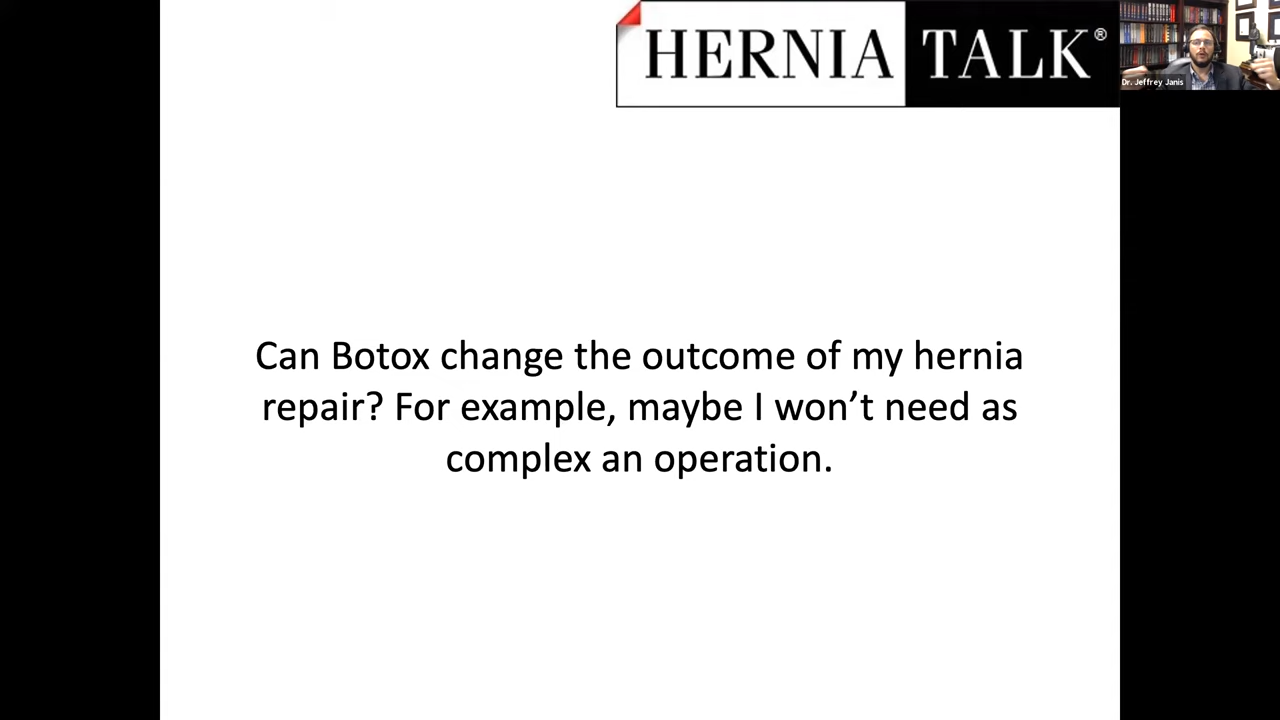 HERNIA TALK®
Dr. Jeffrey Janis
Can Botox change the outcome of my hernia
repair? For example, maybe I won’t need as
complex an operation.